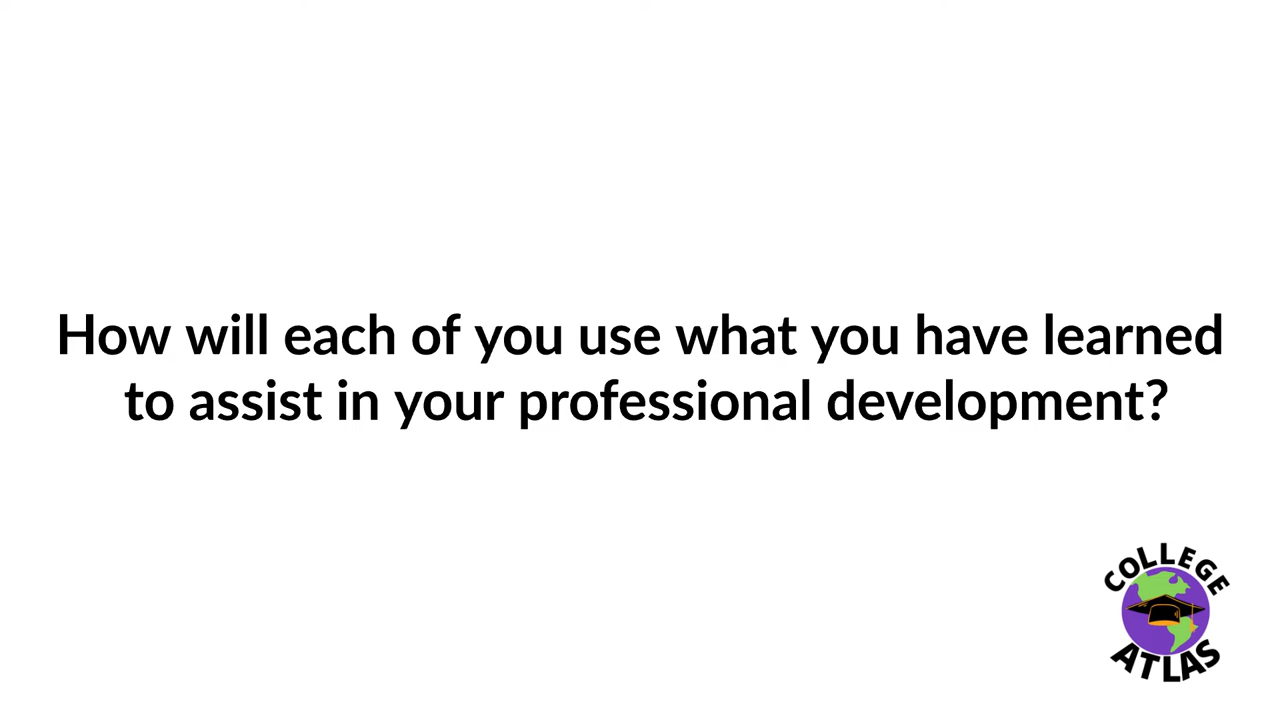 How will each of you use what you have learned
to assist in your professional development?
COLLEGE
ATLAS